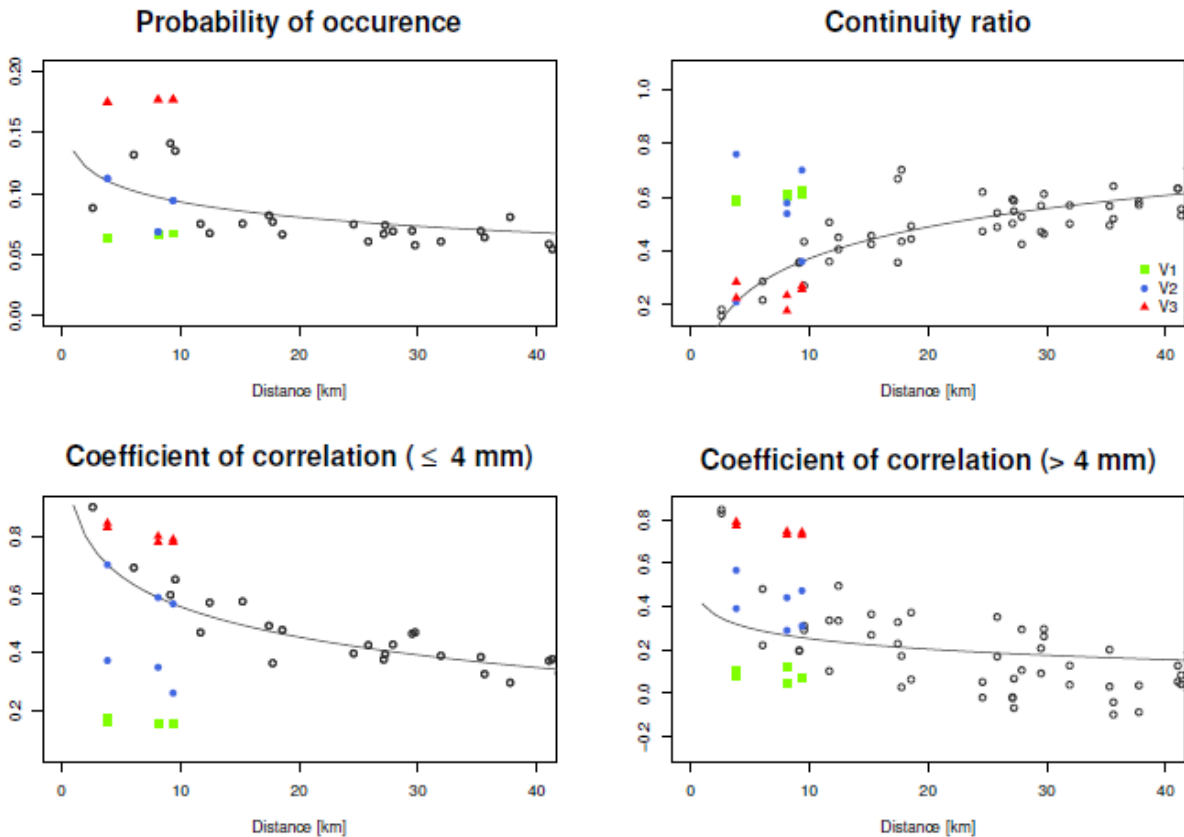 Probability of occurence
0.20
0.15
0.10
0.05
0.00
0 10 20 30 40
Distance [km]
Continuity ratio
1.0
0.8
0.6
0.4
0.2
V1
V2
V3
0 10 20 30 40
Distance [km]
Coefficient of correlation ( ≤ 4 mm)
0.8
0.6
0.4
0.2
0 10 20 30 40
Distance [km]
Coefficient of correlation (> 4 mm)
0.8
0.6
0.4
0.2
0.0
−0.2
0 10 20 30 40
Distance [km]